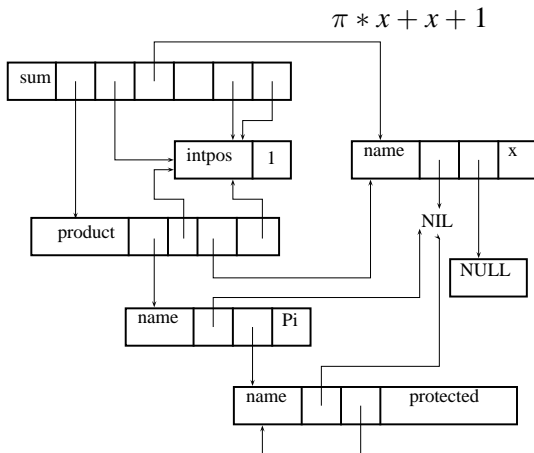 π ∗ x + x + 1
sum
intpos 1
name x
product
NIL
NULL
name Pi
name protected